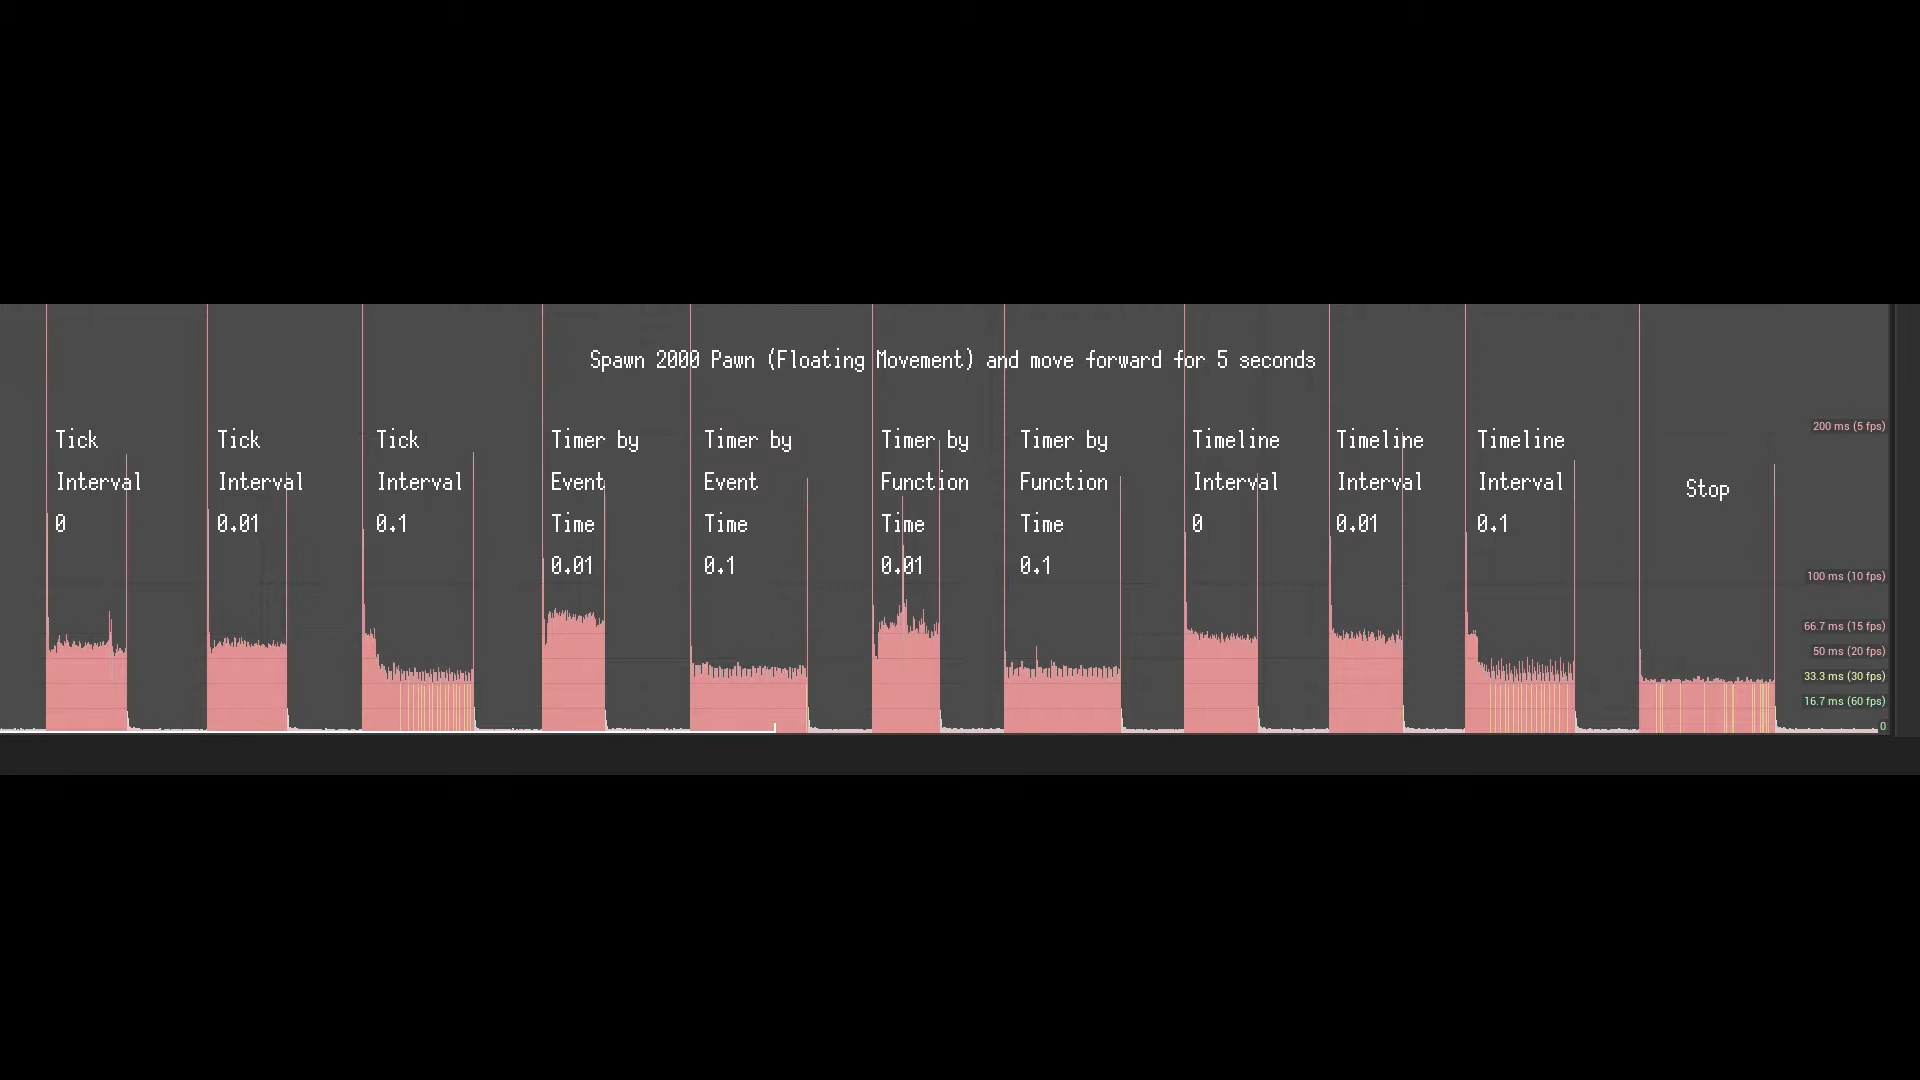 Spawn 2000 Pawn (Floating Movement) and move forward for 5 seconds
Tick
Interval
0
Tick
Interval
0.01
Tick
Interval
0.1
Timer by
Event
Time
0.01
Timer by
Event
Time
0.1
Timer by
Function
Time
0.01
Timer by
Function
Time
0.1
Timeline
Interval
0
Timeline
Interval
0.01
Timeline
Interval
0.1
Stop
200 ms (5 fps)
100 ms (10 fps)
66.7 ms (15 fps)
50 ms (20 fps)
33.3 ms (30 fps)
16.7 ms (60 fps)
0